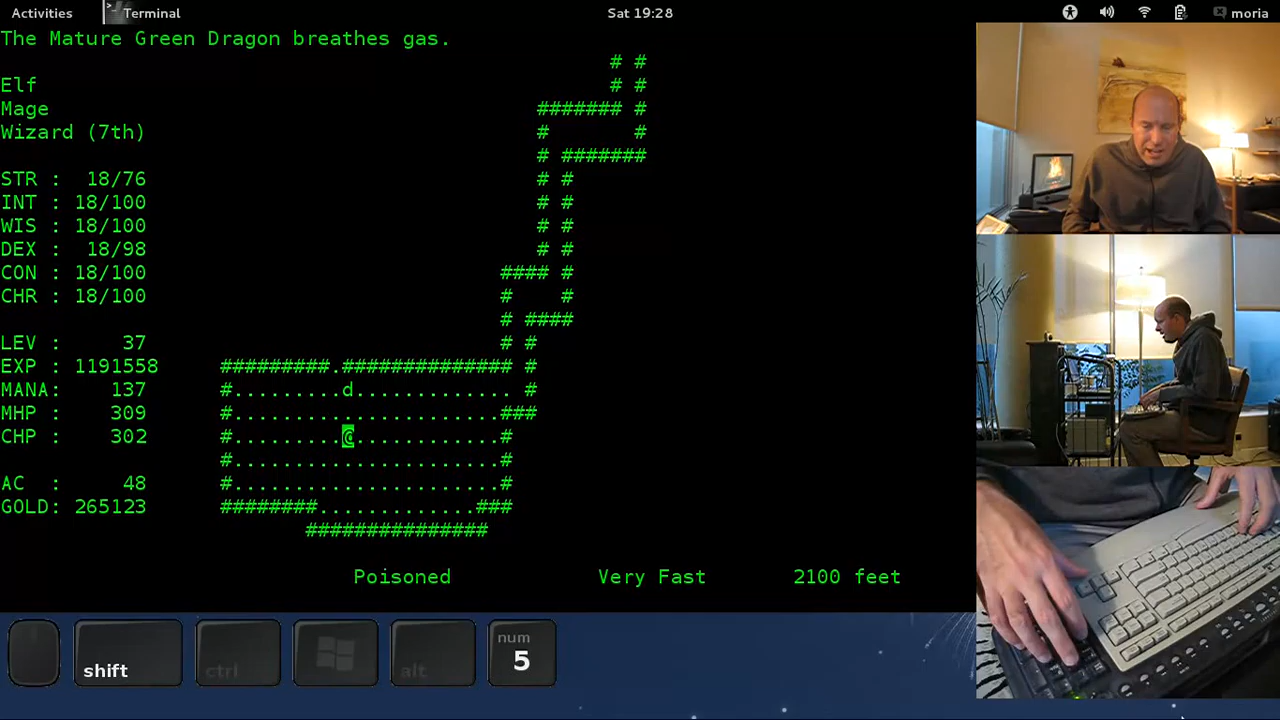 Activities Terminal Sat 19:28 moria
The Mature Green Dragon breathes gas.
# #
Elf # #
Mage ####### #
Wizard (7th) # #
# #######
STR : 18/76 # #
INT : 18/100 # #
WIS : 18/100 # #
DEX : 18/98 # #
CON : 18/100 #### #
CHR : 18/100 # #
# ####
LEV : 37 # #
EXP : 1191558 #########.############## #
MANA: 137 #.........d............. #
MHP : 309 #.......................###
CHP : 302 #.........@............#
#......................#
AC : 48 #......................#
GOLD: 265123 ########.............###
###############
Poisoned Very Fast 2100 feet
shift ctrl alt num
5